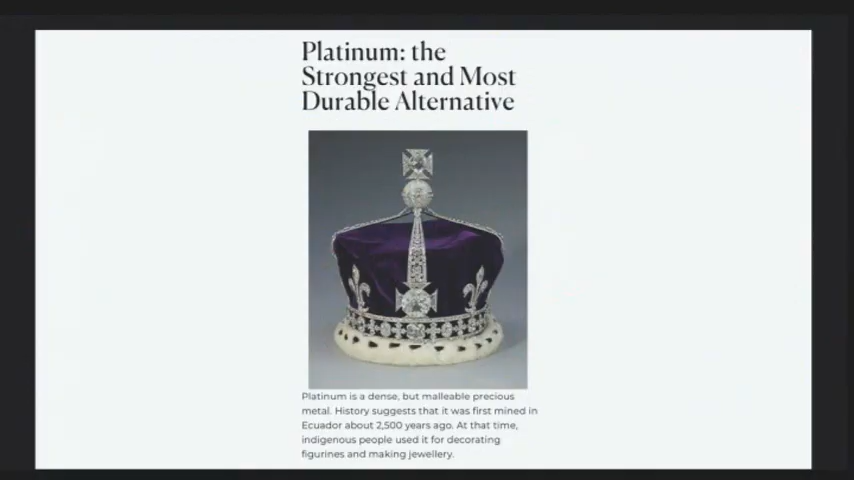 Platinum: the
Strongest and Most
Durable Alternative
Platinum is a dense, but malleable precious
metal. History suggests that it was first mined in
Ecuador about 2,500 years ago. At that time,
indigenous people used it for decorating
figurines and making jewellery.